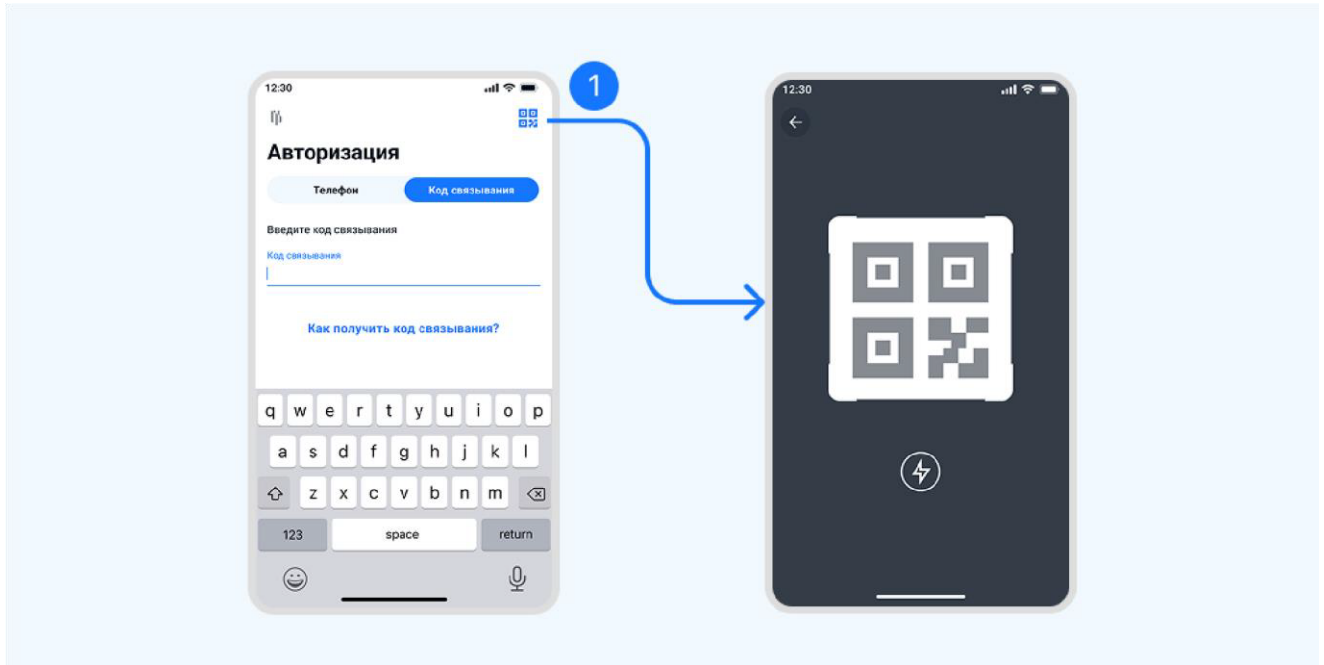 12:30
Авторизация
Телефон
Код связывания
Введите код связывания
Код связывания
Как получить код связывания?
q w e r t y u i o p
a s d f g h j k l
z x c v b n m
123 space return
1
12:30